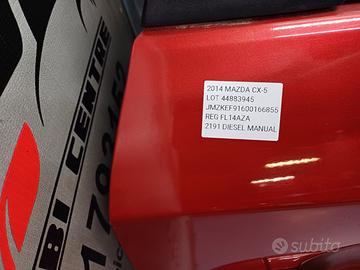 2014 MAZDA CX-5
LOT 44883945
JMZKEF91600166855
REG FL14AZA
2191 DIESEL MANUAL
BI CENTRE
subito